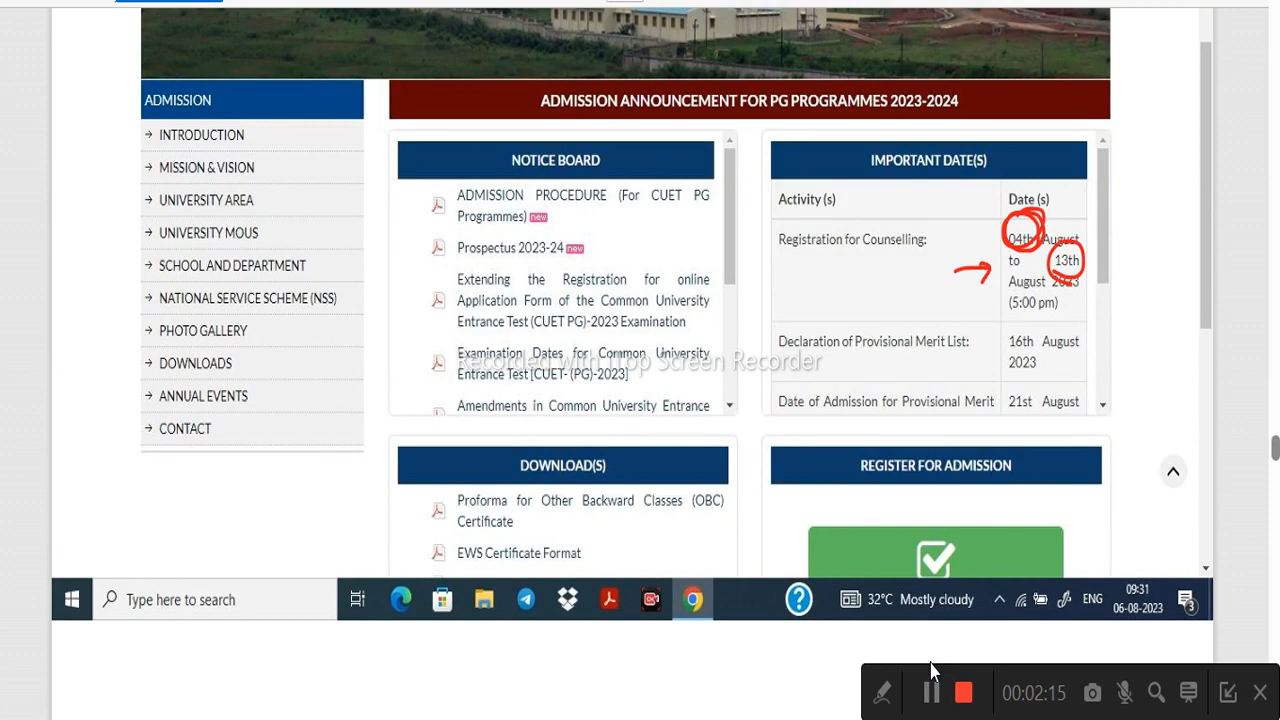 ADMISSION
INTRODUCTION
MISSION & VISION
UNIVERSITY AREA
UNIVERSITY MOUS
SCHOOL AND DEPARTMENT
NATIONAL SERVICE SCHEME (NSS)
PHOTO GALLERY
DOWNLOADS
ANNUAL EVENTS
CONTACT
ADMISSION ANNOUNCEMENT FOR PG PROGRAMMES 2023-2024
NOTICE BOARD
ADMISSION PROCEDURE (For CUET PG
Programmes) new
Prospectus 2023-24 new
Extending the Registration for online
Application Form of the Common University
Entrance Test (CUET PG)-2023 Examination
Examination Dates for Common University
Entrance Test [CUET- (PG)-2023]
Amendments in Common University Entrance
IMPORTANT DATE(S)
Activity (s) Date (s)
Registration for Counselling: 04th August
to 13th
August 2023
(5:00 pm)
Declaration of Provisional Merit List: 16th August
2023
Date of Admission for Provisional Merit 21st August
Recorded with iTop Screen Recorder
DOWNLOAD(S)
Proforma for Other Backward Classes (OBC)
Certificate
EWS Certificate Format
REGISTER FOR ADMISSION
Type here to search
32°C Mostly cloudy
ENG
09:31
06-08-2023
3
00:02:15